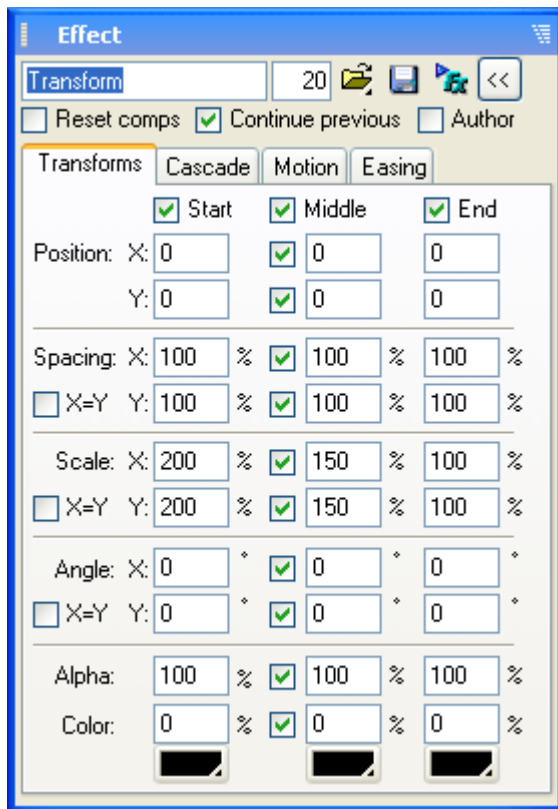 Effect
Transform 20 Fx <<
Reset comps Continue previous Author
Transforms Cascade Motion Easing
Start Middle End
Position: X: 0 0 0
Y: 0 0 0
Spacing: X: 100 % 100 % 100 %
X=Y Y: 100 % 100 % 100 %
Scale: X: 200 % 150 % 100 %
X=Y Y: 200 % 150 % 100 %
Angle: X: 0 ° 0 ° 0 °
X=Y Y: 0 ° 0 ° 0 °
Alpha: 100 % 100 % 100 %
Color: 0 % 0 % 0 %